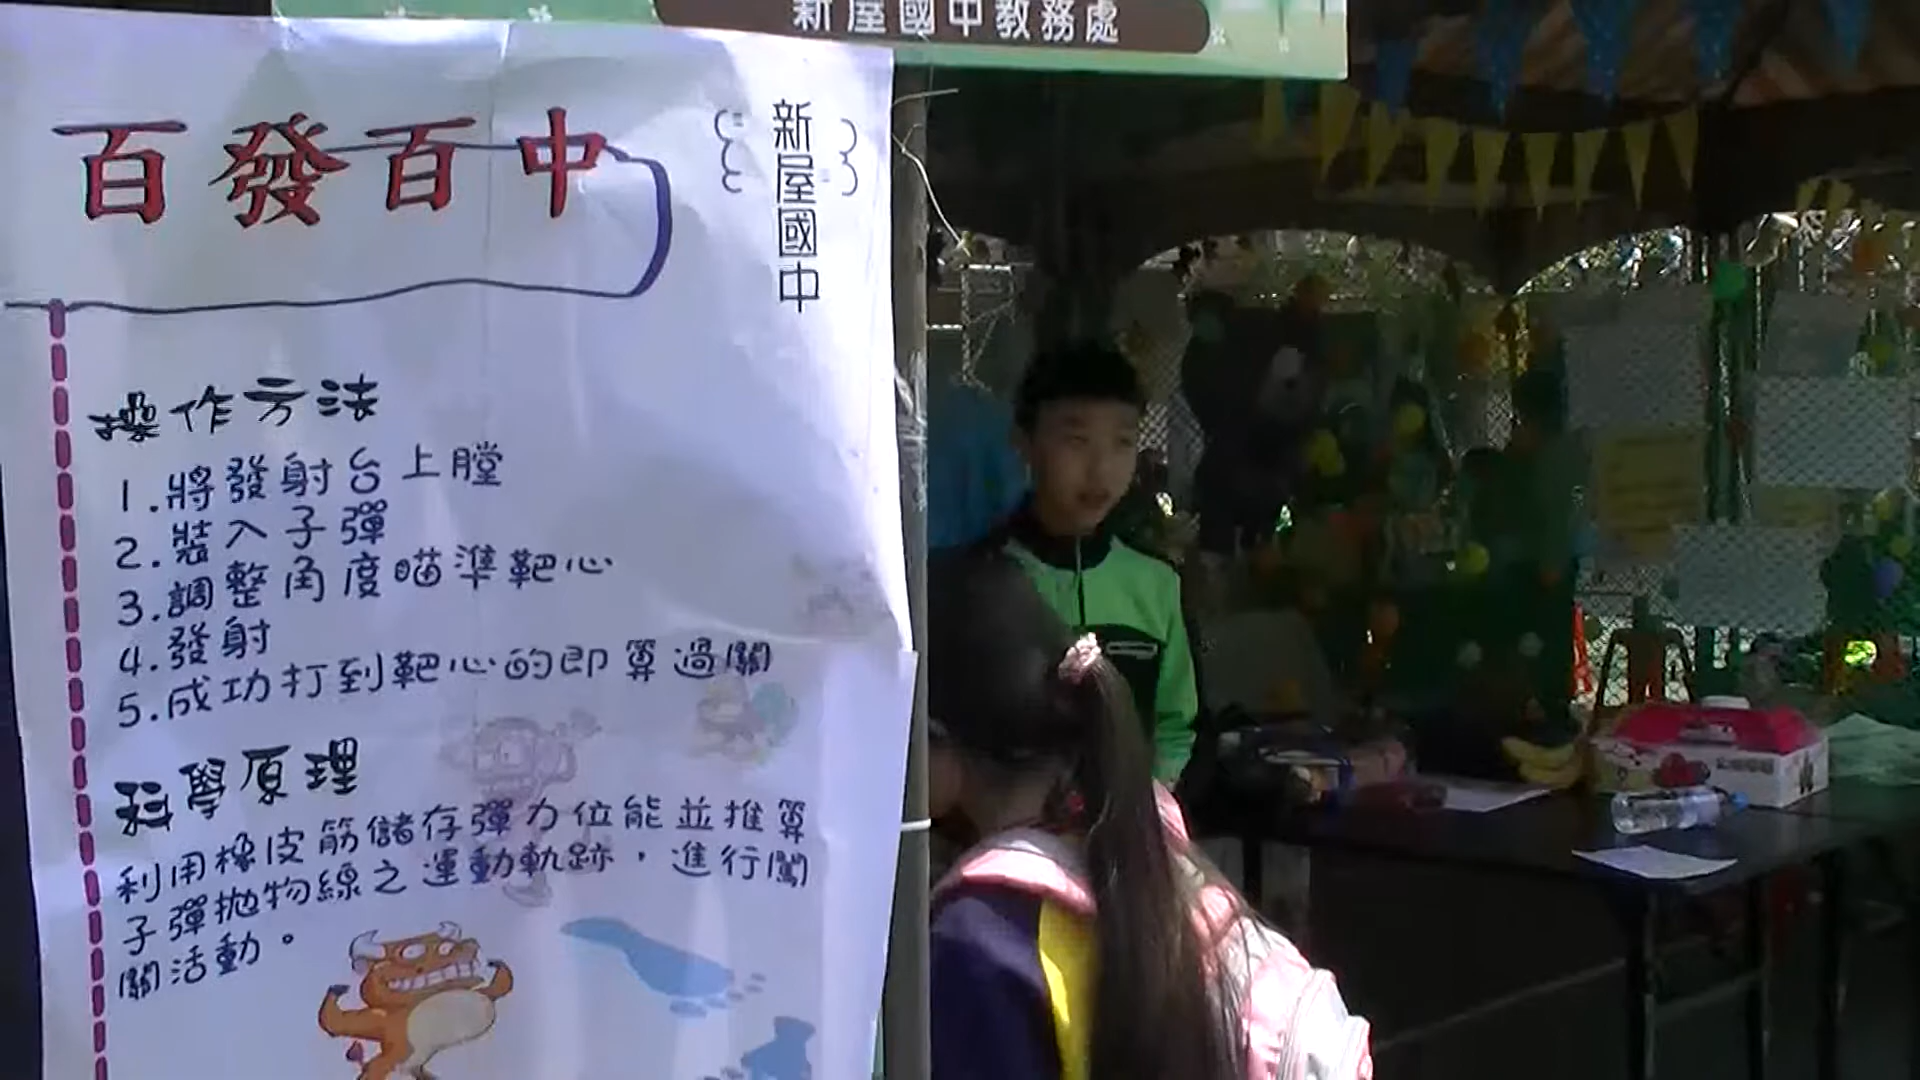 新屋國中教務處
百發百中
新屋國中
操作方法
1.將發射台上膛
2.裝入子彈
3.調整角度瞄準靶心
4.發射
5.成功打到靶心的即算過關
科學原理
利用橡皮筋儲存彈力位能並推算
子彈拋物線之運動軌跡，進行闖
關活動。